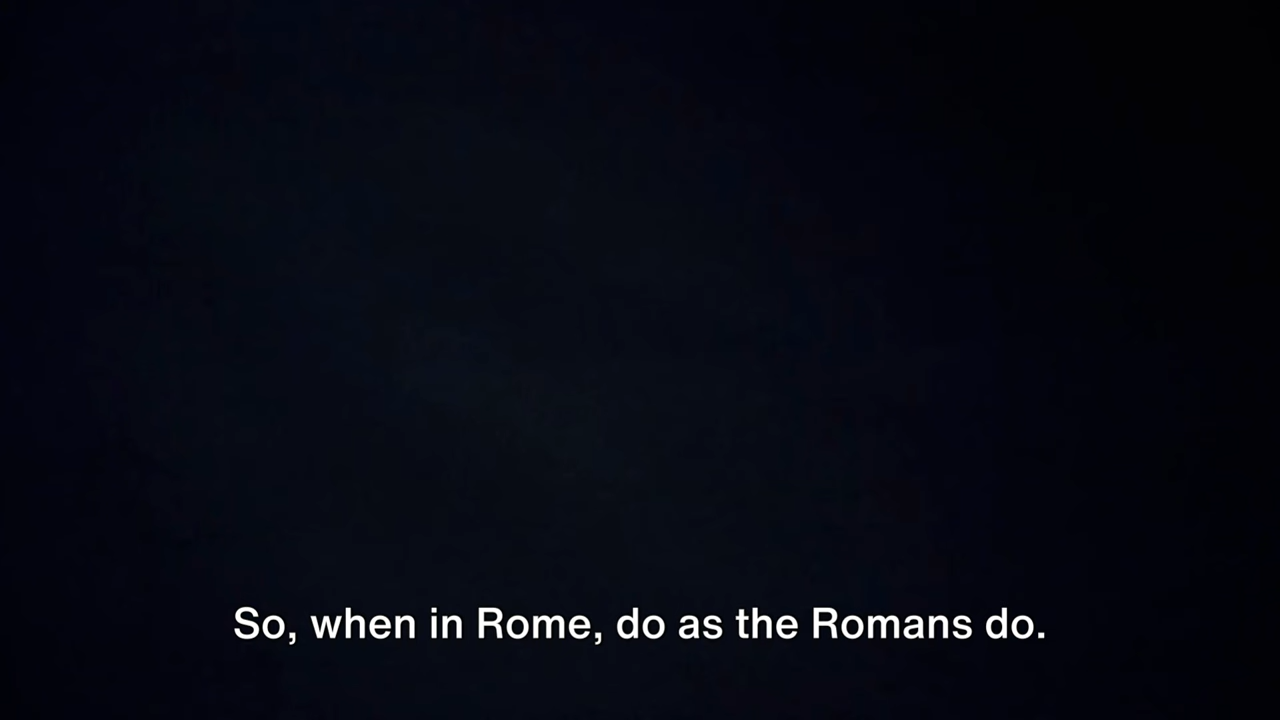 So, when in Rome, do as the Romans do.